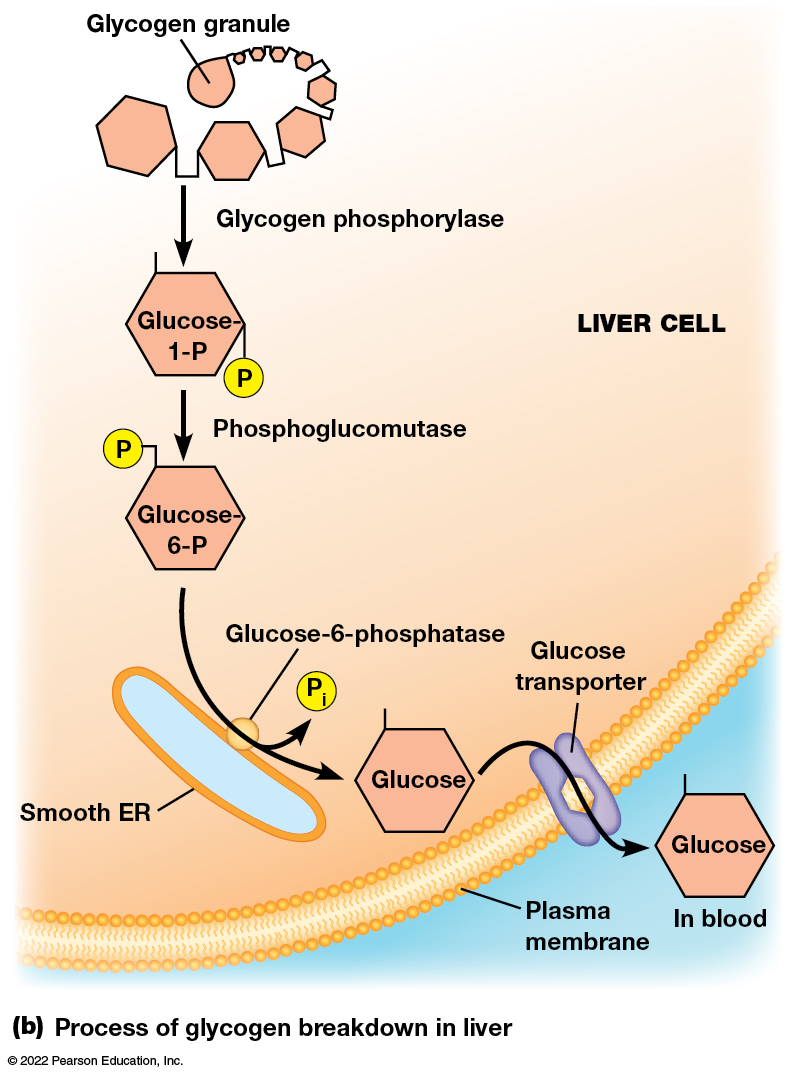 Glycogen granule
Glycogen phosphorylase
Glucose-
1-P
P
LIVER CELL
Phosphoglucomutase
P
Glucose-
6-P
Glucose-6-phosphatase
Pi
Glucose
transporter
Glucose
Smooth ER
Glucose
In blood
Plasma
membrane
(b) Process of glycogen breakdown in liver
© 2022 Pearson Education, Inc.